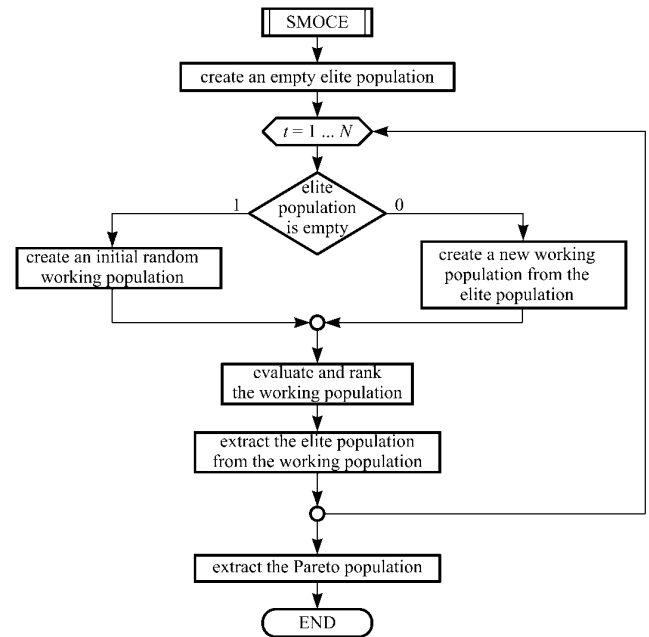 SMOCE
create an empty elite population
t = 1 ... N
elite
population
is empty
1
0
create an initial random
working population
create a new working
population from the
elite population
evaluate and rank
the working population
extract the elite population
from the working population
extract the Pareto population
END